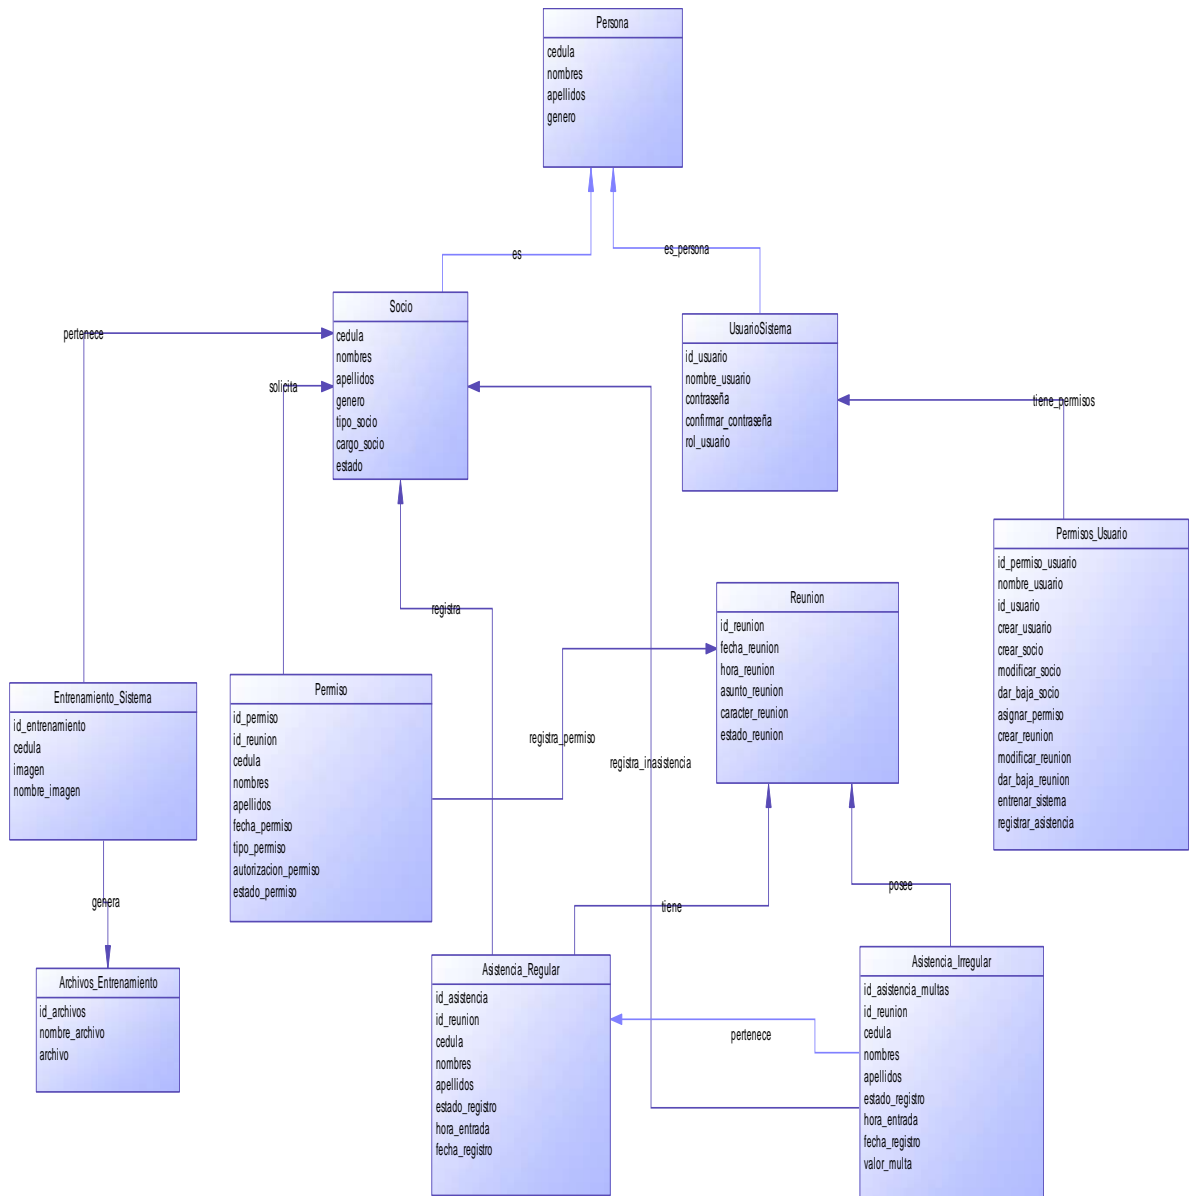 Persona
cedula
nombres
apellidos
genero
es
es_persona
Socio
cedula
nombres
apellidos
genero
tipo_socio
cargo_socio
estado
UsuarioSistema
id_usuario
nombre_usuario
contraseña
confirmar_contraseña
rol_usuario
pertenece
solicita
tiene_permisos
Permisos_Usuario
id_permiso_usuario
nombre_usuario
id_usuario
crear_usuario
crear_socio
modificar_socio
dar_baja_socio
asignar_permiso
crear_reunion
modificar_reunion
dar_baja_reunion
entrenar_sistema
registrar_asistencia
Reunion
id_reunion
fecha_reunion
hora_reunion
asunto_reunion
caracter_reunion
estado_reunion
registra
Entrenamiento_Sistema
id_entrenamiento
cedula
imagen
nombre_imagen
Permiso
id_permiso
id_reunion
cedula
nombres
apellidos
fecha_permiso
tipo_permiso
autorizacion_permiso
estado_permiso
registra_permiso
registra_inasistencia
genera
tiene
posee
Archivos_Entrenamiento
id_archivos
nombre_archivo
archivo
Asistencia_Regular
id_asistencia
id_reunion
cedula
nombres
apellidos
estado_registro
hora_entrada
fecha_registro
pertenece
Asistencia_Irregular
id_asistencia_multas
id_reunion
cedula
nombres
apellidos
estado_registro
hora_entrada
fecha_registro
valor_multa